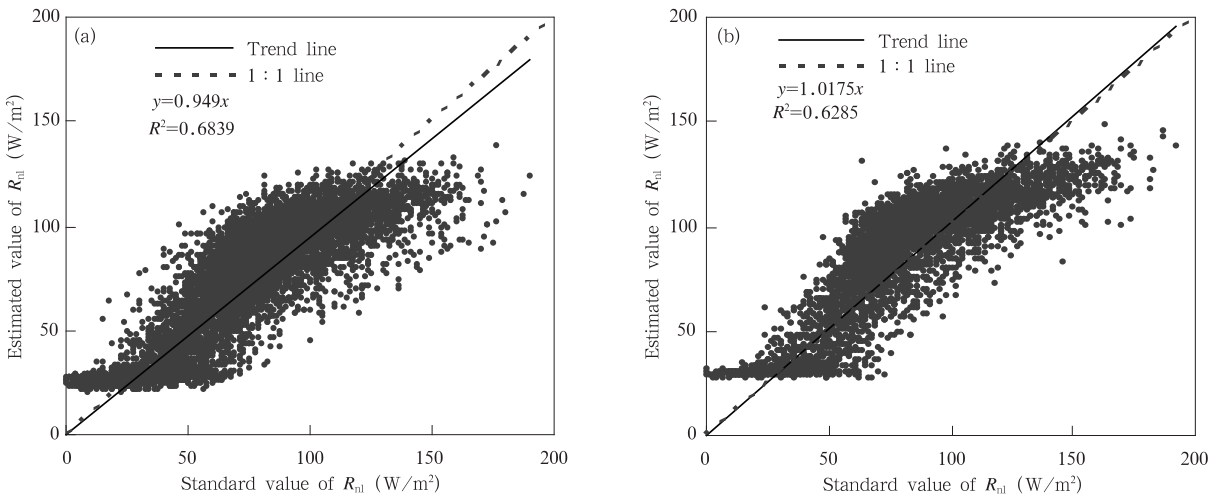 (a)
Trend line
1 : 1 line
y=0.949x
R²=0.6839
200
150
100
50
0
0 50 100 150 200
Estimated value of Rnl (W/m²)
Standard value of Rnl (W/m²)
(b)
Trend line
1 : 1 line
y=1.0175x
R²=0.6285
200
150
100
50
0
0 50 100 150 200
Estimated value of Rnl (W/m²)
Standard value of Rnl (W/m²)